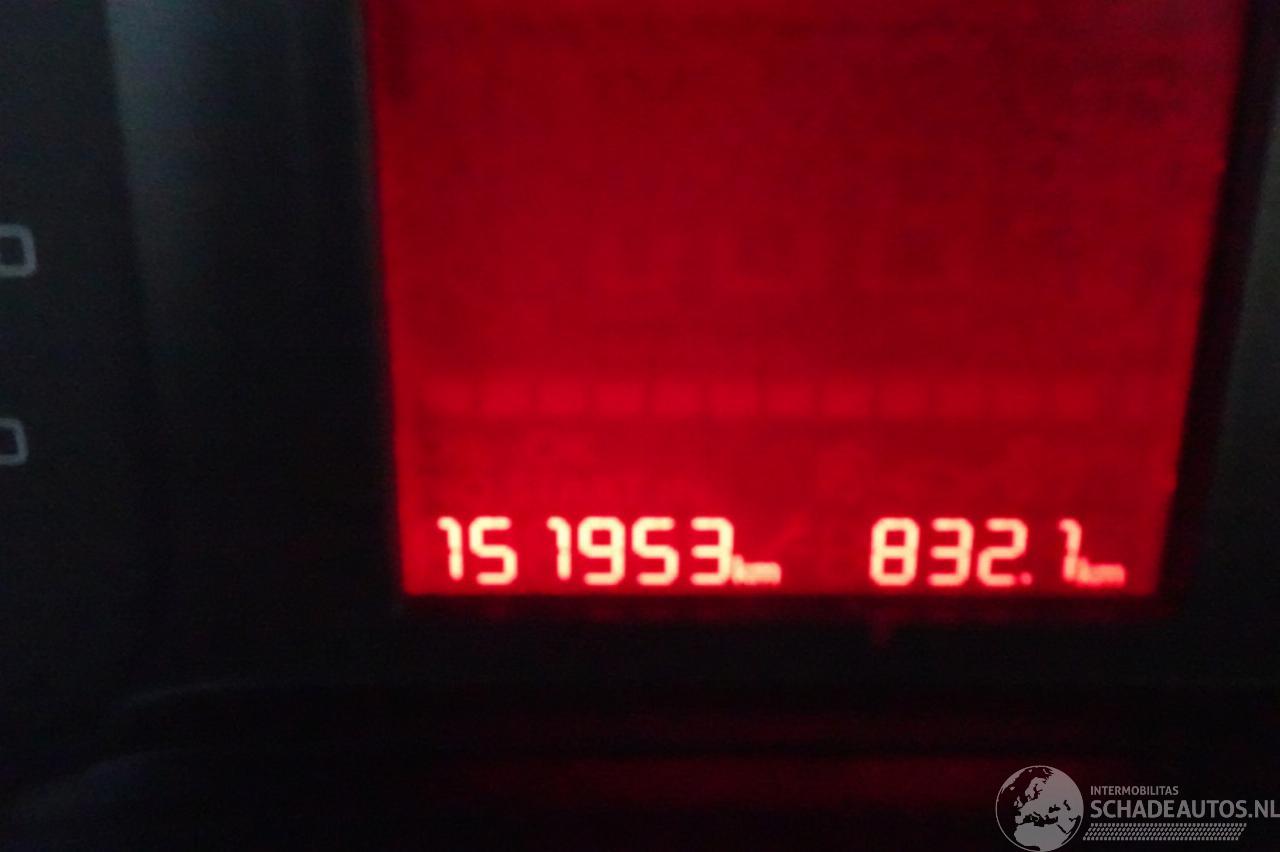 151953km 832.1km
INTERMOBILITAS
SCHADEAUTOS.NL